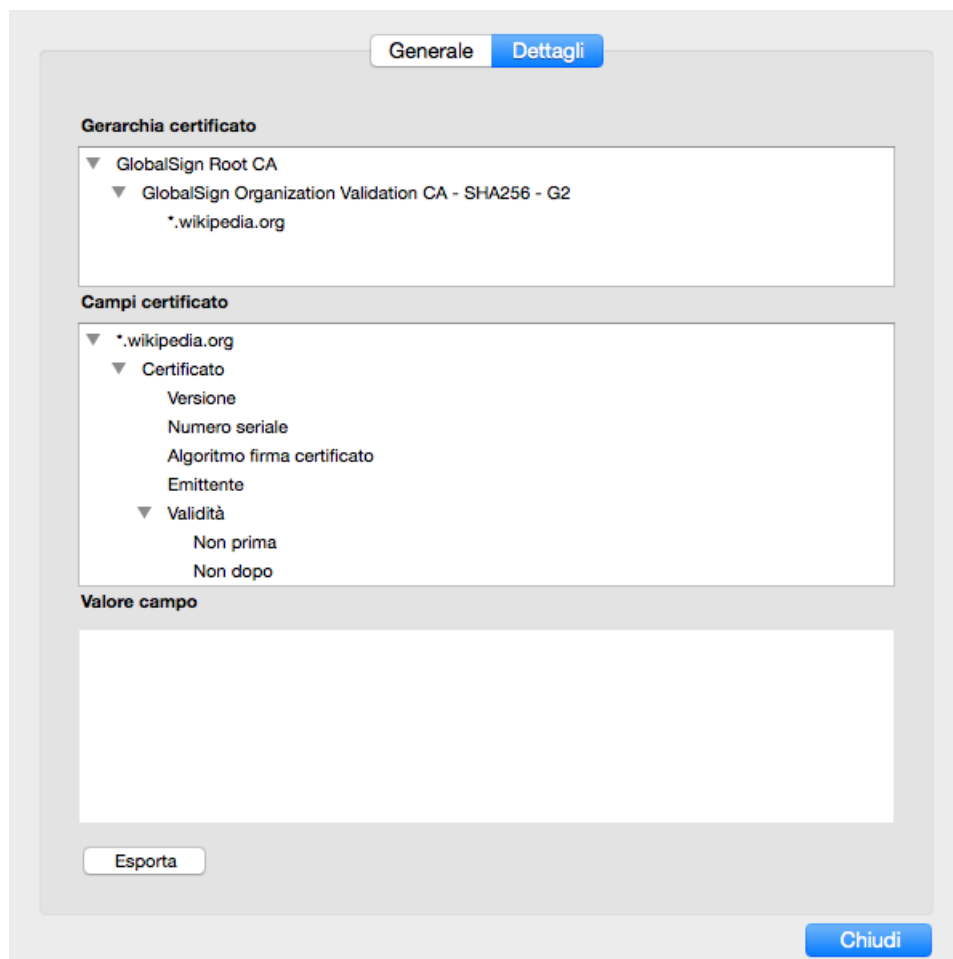 Generale Dettagli
Gerarchia certificato
GlobalSign Root CA
GlobalSign Organization Validation CA - SHA256 - G2
*.wikipedia.org
Campi certificato
*.wikipedia.org
Certificato
Versione
Numero seriale
Algoritmo firma certificato
Emittente
Validità
Non prima
Non dopo
Valore campo
Esporta
Chiudi